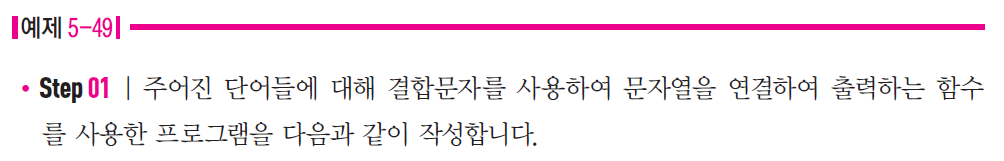 예제 5-49
• Step 01 | 주어진 단어들에 대해 결합문자를 사용하여 문자열을 연결하여 출력하는 함수
를 사용한 프로그램을 다음과 같이 작성합니다.